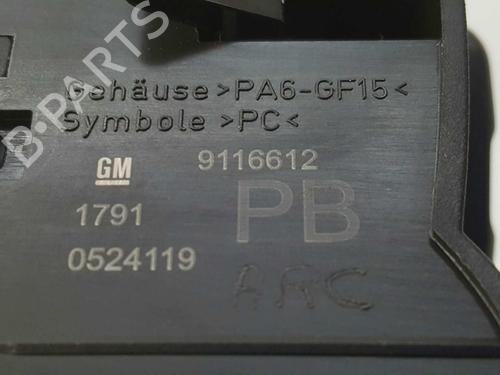 Gehäuse >PA6-GF15<
Symbole >PC<
GM 9116612
1791 PB
0524119
ARC
B-PARTS